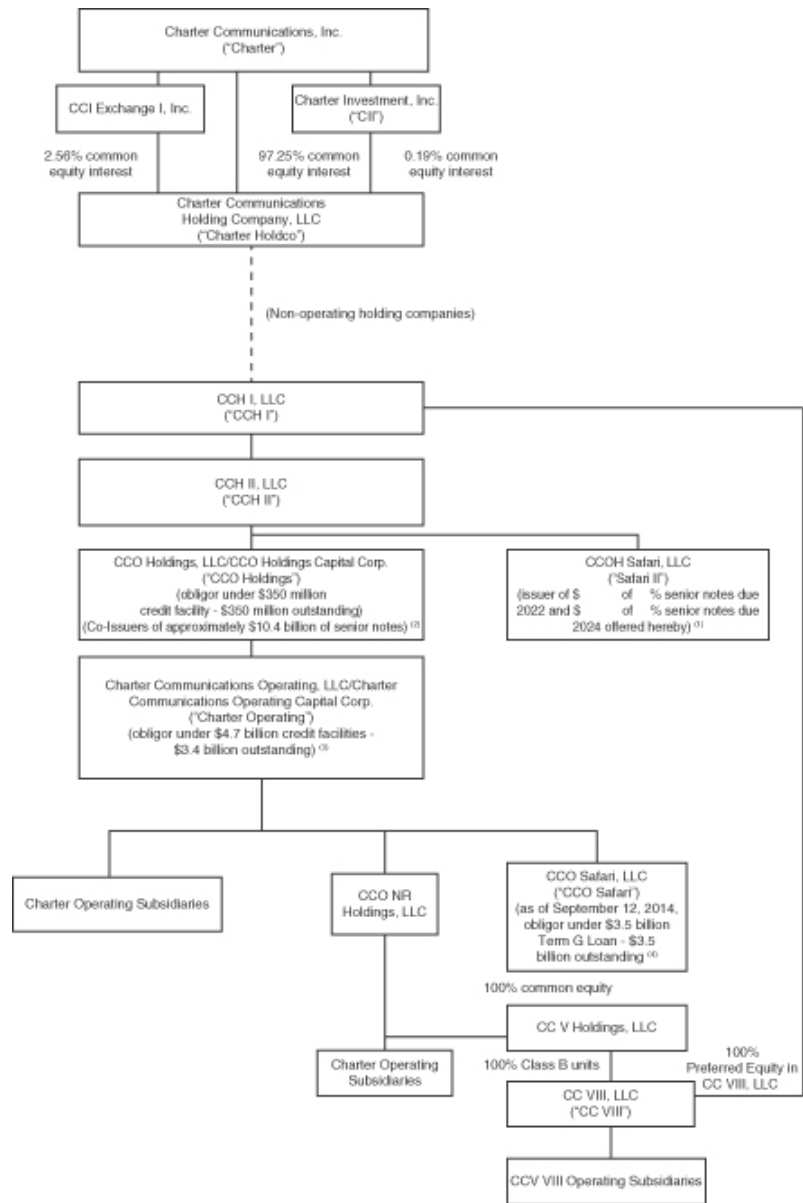 Charter Communications, Inc.
("Charter")
CCI Exchange I, Inc.
Charter Investment, Inc.
("CII")
2.56% common
equity interest
97.25% common
equity interest
0.19% common
equity interest
Charter Communications
Holding Company, LLC
("Charter Holdco")
(Non-operating holding companies)
CCH I, LLC
("CCH I")
CCH II, LLC
("CCH II")
CCO Holdings, LLC/CCO Holdings Capital Corp.
("CCO Holdings")
(obligor under $350 million
credit facility - $350 million outstanding)
(Co-Issuers of approximately $10.4 billion of senior notes) (2)
CCOH Safari, LLC
("Safari II")
(issuer of $ of % senior notes due
2022 and $ of % senior notes due
2024 offered hereby) (1)
Charter Communications Operating, LLC/Charter
Communications Operating Capital Corp.
("Charter Operating")
(obligor under $4.7 billion credit facilities -
$3.4 billion outstanding) (3)
Charter Operating Subsidiaries
CCO NR
Holdings, LLC
CCO Safari, LLC
("CCO Safari")
(as of September 12, 2014,
obligor under $3.5 billion
Term G Loan - $3.5
billion outstanding (4)
100% common equity
CC V Holdings, LLC
Charter Operating
Subsidiaries
100% Class B units
100%
Preferred Equity in
CC VIII, LLC
CC VIII, LLC
("CC VIII")
CCV VIII Operating Subsidiaries